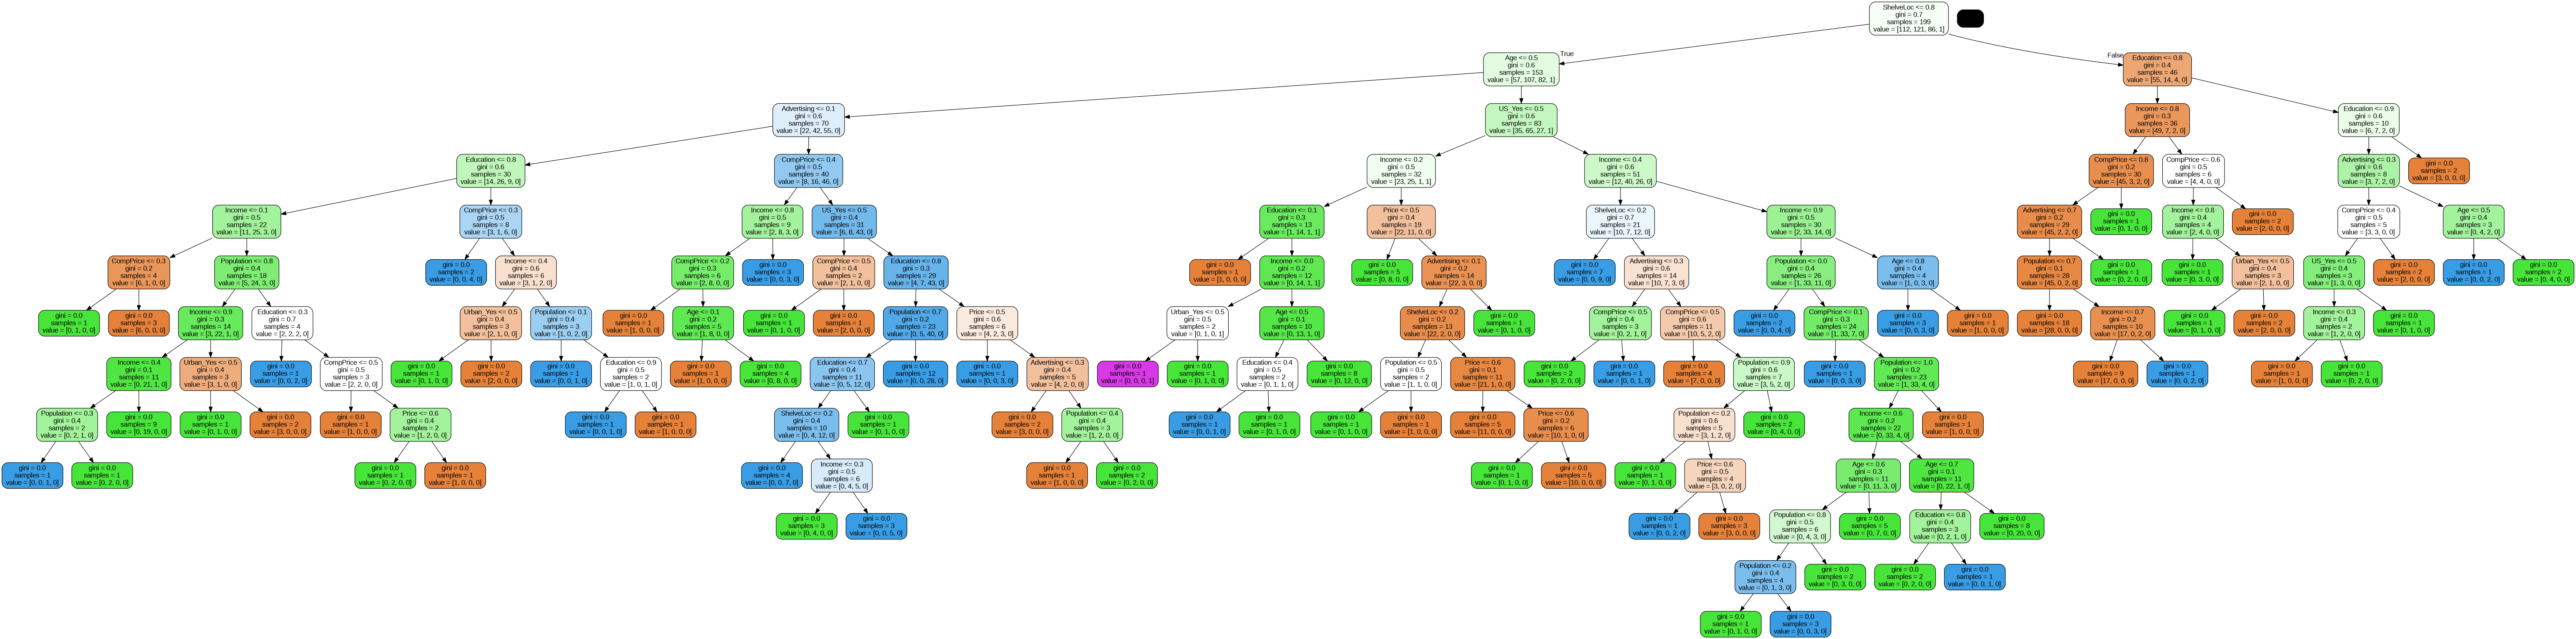 ShelveLoc <= 0.8
gini = 0.7
samples = 199
value = [112, 121, 86, 1]
True
False
Age <= 0.5
gini = 0.6
samples = 153
value = [57, 107, 82, 1]
Education <= 0.8
gini = 0.4
samples = 46
value = [55, 14, 4, 0]
Advertising <= 0.1
gini = 0.6
samples = 70
value = [22, 42, 55, 0]
US_Yes <= 0.5
gini = 0.6
samples = 83
value = [35, 65, 27, 1]
Income <= 0.8
gini = 0.3
samples = 36
value = [49, 7, 2, 0]
Education <= 0.9
gini = 0.6
samples = 10
value = [6, 7, 2, 0]
Education <= 0.8
gini = 0.6
samples = 30
value = [14, 26, 9, 0]
CompPrice <= 0.4
gini = 0.5
samples = 40
value = [8, 16, 46, 0]
Income <= 0.2
gini = 0.5
samples = 32
value = [23, 25, 1, 1]
Income <= 0.4
gini = 0.6
samples = 51
value = [12, 40, 26, 0]
CompPrice <= 0.8
gini = 0.2
samples = 30
value = [45, 3, 2, 0]
CompPrice <= 0.6
gini = 0.5
samples = 6
value = [4, 4, 0, 0]
Advertising <= 0.3
gini = 0.6
samples = 8
value = [3, 7, 2, 0]
gini = 0.0
samples = 2
value = [3, 0, 0, 0]
Income <= 0.1
gini = 0.5
samples = 22
value = [11, 25, 3, 0]
CompPrice <= 0.3
gini = 0.5
samples = 8
value = [3, 1, 6, 0]
Income <= 0.8
gini = 0.5
samples = 9
value = [2, 8, 3, 0]
US_Yes <= 0.5
gini = 0.4
samples = 31
value = [6, 8, 43, 0]
Education <= 0.1
gini = 0.3
samples = 13
value = [1, 14, 1, 1]
Price <= 0.5
gini = 0.4
samples = 19
value = [22, 11, 0, 0]
ShelveLoc <= 0.2
gini = 0.7
samples = 21
value = [10, 7, 12, 0]
Income <= 0.9
gini = 0.5
samples = 30
value = [2, 33, 14, 0]
Advertising <= 0.7
gini = 0.2
samples = 29
value = [45, 2, 2, 0]
gini = 0.0
samples = 1
value = [0, 1, 0, 0]
Income <= 0.8
gini = 0.4
samples = 4
value = [2, 4, 0, 0]
gini = 0.0
samples = 2
value = [2, 0, 0, 0]
CompPrice <= 0.4
gini = 0.5
samples = 5
value = [3, 3, 0, 0]
Age <= 0.5
gini = 0.4
samples = 3
value = [0, 4, 2, 0]
CompPrice <= 0.3
gini = 0.2
samples = 4
value = [6, 1, 0, 0]
Population <= 0.8
gini = 0.4
samples = 18
value = [5, 24, 3, 0]
gini = 0.0
samples = 2
value = [0, 0, 4, 0]
Income <= 0.4
gini = 0.6
samples = 6
value = [3, 1, 2, 0]
CompPrice <= 0.2
gini = 0.3
samples = 6
value = [2, 8, 0, 0]
gini = 0.0
samples = 3
value = [0, 0, 3, 0]
CompPrice <= 0.5
gini = 0.4
samples = 2
value = [2, 1, 0, 0]
Education <= 0.8
gini = 0.3
samples = 29
value = [4, 7, 43, 0]
gini = 0.0
samples = 1
value = [1, 0, 0, 0]
Income <= 0.0
gini = 0.2
samples = 12
value = [0, 14, 1, 1]
gini = 0.0
samples = 5
value = [0, 8, 0, 0]
Advertising <= 0.1
gini = 0.2
samples = 14
value = [22, 3, 0, 0]
gini = 0.0
samples = 7
value = [0, 0, 9, 0]
Advertising <= 0.3
gini = 0.6
samples = 14
value = [10, 7, 3, 0]
Population <= 0.0
gini = 0.4
samples = 26
value = [1, 33, 11, 0]
Age <= 0.8
gini = 0.4
samples = 4
value = [1, 0, 3, 0]
Population <= 0.7
gini = 0.1
samples = 28
value = [45, 0, 2, 0]
gini = 0.0
samples = 1
value = [0, 2, 0, 0]
gini = 0.0
samples = 1
value = [0, 3, 0, 0]
Urban_Yes <= 0.5
gini = 0.4
samples = 3
value = [2, 1, 0, 0]
US_Yes <= 0.5
gini = 0.4
samples = 3
value = [1, 3, 0, 0]
gini = 0.0
samples = 2
value = [2, 0, 0, 0]
gini = 0.0
samples = 1
value = [0, 0, 2, 0]
gini = 0.0
samples = 2
value = [0, 4, 0, 0]
gini = 0.0
samples = 1
value = [0, 1, 0, 0]
gini = 0.0
samples = 3
value = [6, 0, 0, 0]
Income <= 0.9
gini = 0.3
samples = 14
value = [3, 22, 1, 0]
Education <= 0.3
gini = 0.7
samples = 4
value = [2, 2, 2, 0]
Urban_Yes <= 0.5
gini = 0.4
samples = 3
value = [2, 1, 0, 0]
Population <= 0.1
gini = 0.4
samples = 3
value = [1, 0, 2, 0]
gini = 0.0
samples = 1
value = [1, 0, 0, 0]
Age <= 0.1
gini = 0.2
samples = 5
value = [1, 8, 0, 0]
gini = 0.0
samples = 1
value = [0, 1, 0, 0]
gini = 0.0
samples = 1
value = [2, 0, 0, 0]
Population <= 0.7
gini = 0.2
samples = 23
value = [0, 5, 40, 0]
Price <= 0.5
gini = 0.6
samples = 6
value = [4, 2, 3, 0]
Urban_Yes <= 0.5
gini = 0.5
samples = 2
value = [0, 1, 0, 1]
Age <= 0.5
gini = 0.1
samples = 10
value = [0, 13, 1, 0]
ShelveLoc <= 0.2
gini = 0.2
samples = 13
value = [22, 2, 0, 0]
gini = 0.0
samples = 1
value = [0, 1, 0, 0]
CompPrice <= 0.5
gini = 0.4
samples = 3
value = [0, 2, 1, 0]
CompPrice <= 0.5
gini = 0.6
samples = 11
value = [10, 5, 2, 0]
gini = 0.0
samples = 2
value = [0, 0, 4, 0]
CompPrice <= 0.1
gini = 0.3
samples = 24
value = [1, 33, 7, 0]
gini = 0.0
samples = 3
value = [0, 0, 3, 0]
gini = 0.0
samples = 1
value = [1, 0, 0, 0]
gini = 0.0
samples = 18
value = [28, 0, 0, 0]
Income <= 0.7
gini = 0.2
samples = 10
value = [17, 0, 2, 0]
gini = 0.0
samples = 1
value = [0, 1, 0, 0]
gini = 0.0
samples = 2
value = [2, 0, 0, 0]
Income <= 0.3
gini = 0.4
samples = 2
value = [1, 2, 0, 0]
gini = 0.0
samples = 1
value = [0, 1, 0, 0]
Income <= 0.4
gini = 0.1
samples = 11
value = [0, 21, 1, 0]
Urban_Yes <= 0.5
gini = 0.4
samples = 3
value = [3, 1, 0, 0]
gini = 0.0
samples = 1
value = [0, 0, 2, 0]
CompPrice <= 0.5
gini = 0.5
samples = 3
value = [2, 2, 0, 0]
gini = 0.0
samples = 1
value = [0, 1, 0, 0]
gini = 0.0
samples = 2
value = [2, 0, 0, 0]
gini = 0.0
samples = 1
value = [0, 0, 1, 0]
Education <= 0.9
gini = 0.5
samples = 2
value = [1, 0, 1, 0]
gini = 0.0
samples = 1
value = [1, 0, 0, 0]
gini = 0.0
samples = 4
value = [0, 8, 0, 0]
Education <= 0.7
gini = 0.4
samples = 11
value = [0, 5, 12, 0]
gini = 0.0
samples = 12
value = [0, 0, 28, 0]
gini = 0.0
samples = 1
value = [0, 0, 3, 0]
Advertising <= 0.3
gini = 0.4
samples = 5
value = [4, 2, 0, 0]
gini = 0.0
samples = 1
value = [0, 0, 0, 1]
gini = 0.0
samples = 1
value = [0, 1, 0, 0]
Education <= 0.4
gini = 0.5
samples = 2
value = [0, 1, 1, 0]
gini = 0.0
samples = 8
value = [0, 12, 0, 0]
Population <= 0.5
gini = 0.5
samples = 2
value = [1, 1, 0, 0]
Price <= 0.6
gini = 0.1
samples = 11
value = [21, 1, 0, 0]
gini = 0.0
samples = 2
value = [0, 2, 0, 0]
gini = 0.0
samples = 1
value = [0, 0, 1, 0]
gini = 0.0
samples = 4
value = [7, 0, 0, 0]
Population <= 0.9
gini = 0.6
samples = 7
value = [3, 5, 2, 0]
gini = 0.0
samples = 1
value = [0, 0, 3, 0]
Population <= 1.0
gini = 0.2
samples = 23
value = [1, 33, 4, 0]
gini = 0.0
samples = 9
value = [17, 0, 0, 0]
gini = 0.0
samples = 1
value = [0, 0, 2, 0]
gini = 0.0
samples = 1
value = [1, 0, 0, 0]
gini = 0.0
samples = 1
value = [0, 2, 0, 0]
Population <= 0.3
gini = 0.4
samples = 2
value = [0, 2, 1, 0]
gini = 0.0
samples = 9
value = [0, 19, 0, 0]
gini = 0.0
samples = 1
value = [0, 1, 0, 0]
gini = 0.0
samples = 2
value = [3, 0, 0, 0]
gini = 0.0
samples = 1
value = [1, 0, 0, 0]
Price <= 0.6
gini = 0.4
samples = 2
value = [1, 2, 0, 0]
gini = 0.0
samples = 1
value = [0, 0, 1, 0]
gini = 0.0
samples = 1
value = [1, 0, 0, 0]
ShelveLoc <= 0.2
gini = 0.4
samples = 10
value = [0, 4, 12, 0]
gini = 0.0
samples = 1
value = [0, 1, 0, 0]
gini = 0.0
samples = 2
value = [3, 0, 0, 0]
Population <= 0.4
gini = 0.4
samples = 3
value = [1, 2, 0, 0]
gini = 0.0
samples = 1
value = [0, 0, 1, 0]
gini = 0.0
samples = 1
value = [0, 1, 0, 0]
gini = 0.0
samples = 1
value = [0, 1, 0, 0]
gini = 0.0
samples = 1
value = [1, 0, 0, 0]
gini = 0.0
samples = 5
value = [11, 0, 0, 0]
Price <= 0.6
gini = 0.2
samples = 6
value = [10, 1, 0, 0]
Population <= 0.2
gini = 0.6
samples = 5
value = [3, 1, 2, 0]
gini = 0.0
samples = 2
value = [0, 4, 0, 0]
Income <= 0.6
gini = 0.2
samples = 22
value = [0, 33, 4, 0]
gini = 0.0
samples = 1
value = [1, 0, 0, 0]
gini = 0.0
samples = 1
value = [0, 0, 1, 0]
gini = 0.0
samples = 1
value = [0, 2, 0, 0]
gini = 0.0
samples = 1
value = [0, 2, 0, 0]
gini = 0.0
samples = 1
value = [1, 0, 0, 0]
gini = 0.0
samples = 4
value = [0, 0, 7, 0]
Income <= 0.3
gini = 0.5
samples = 6
value = [0, 4, 5, 0]
gini = 0.0
samples = 1
value = [1, 0, 0, 0]
gini = 0.0
samples = 2
value = [0, 2, 0, 0]
gini = 0.0
samples = 1
value = [0, 1, 0, 0]
gini = 0.0
samples = 5
value = [10, 0, 0, 0]
gini = 0.0
samples = 1
value = [0, 1, 0, 0]
Price <= 0.6
gini = 0.5
samples = 4
value = [3, 0, 2, 0]
Age <= 0.6
gini = 0.3
samples = 11
value = [0, 11, 3, 0]
Age <= 0.7
gini = 0.1
samples = 11
value = [0, 22, 1, 0]
gini = 0.0
samples = 3
value = [0, 4, 0, 0]
gini = 0.0
samples = 3
value = [0, 0, 5, 0]
gini = 0.0
samples = 1
value = [0, 0, 2, 0]
gini = 0.0
samples = 3
value = [3, 0, 0, 0]
Population <= 0.8
gini = 0.5
samples = 6
value = [0, 4, 3, 0]
gini = 0.0
samples = 5
value = [0, 7, 0, 0]
Education <= 0.8
gini = 0.4
samples = 3
value = [0, 2, 1, 0]
gini = 0.0
samples = 8
value = [0, 20, 0, 0]
Population <= 0.2
gini = 0.4
samples = 4
value = [0, 1, 3, 0]
gini = 0.0
samples = 2
value = [0, 3, 0, 0]
gini = 0.0
samples = 2
value = [0, 2, 0, 0]
gini = 0.0
samples = 1
value = [0, 0, 1, 0]
gini = 0.0
samples = 1
value = [0, 1, 0, 0]
gini = 0.0
samples = 3
value = [0, 0, 3, 0]